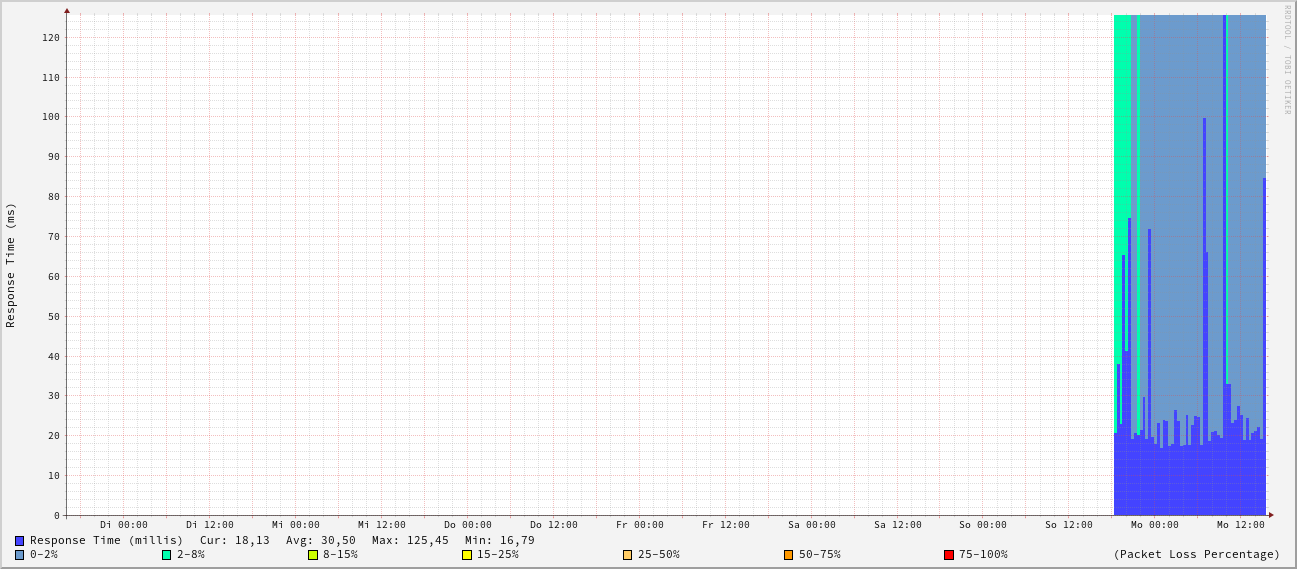 RRDTOOL / TOBI OETIKER
Response Time (ms)
120
110
100
90
80
70
60
50
40
30
20
10
0
Di 00:00 Di 12:00 Mi 00:00 Mi 12:00 Do 00:00 Do 12:00 Fr 00:00 Fr 12:00 Sa 00:00 Sa 12:00 So 00:00 So 12:00 Mo 00:00 Mo 12:00
Response Time (millis) Cur: 18,13 Avg: 30,50 Max: 125,45 Min: 16,79
0-2% 2-8% 8-15% 15-25% 25-50% 50-75% 75-100% (Packet Loss Percentage)